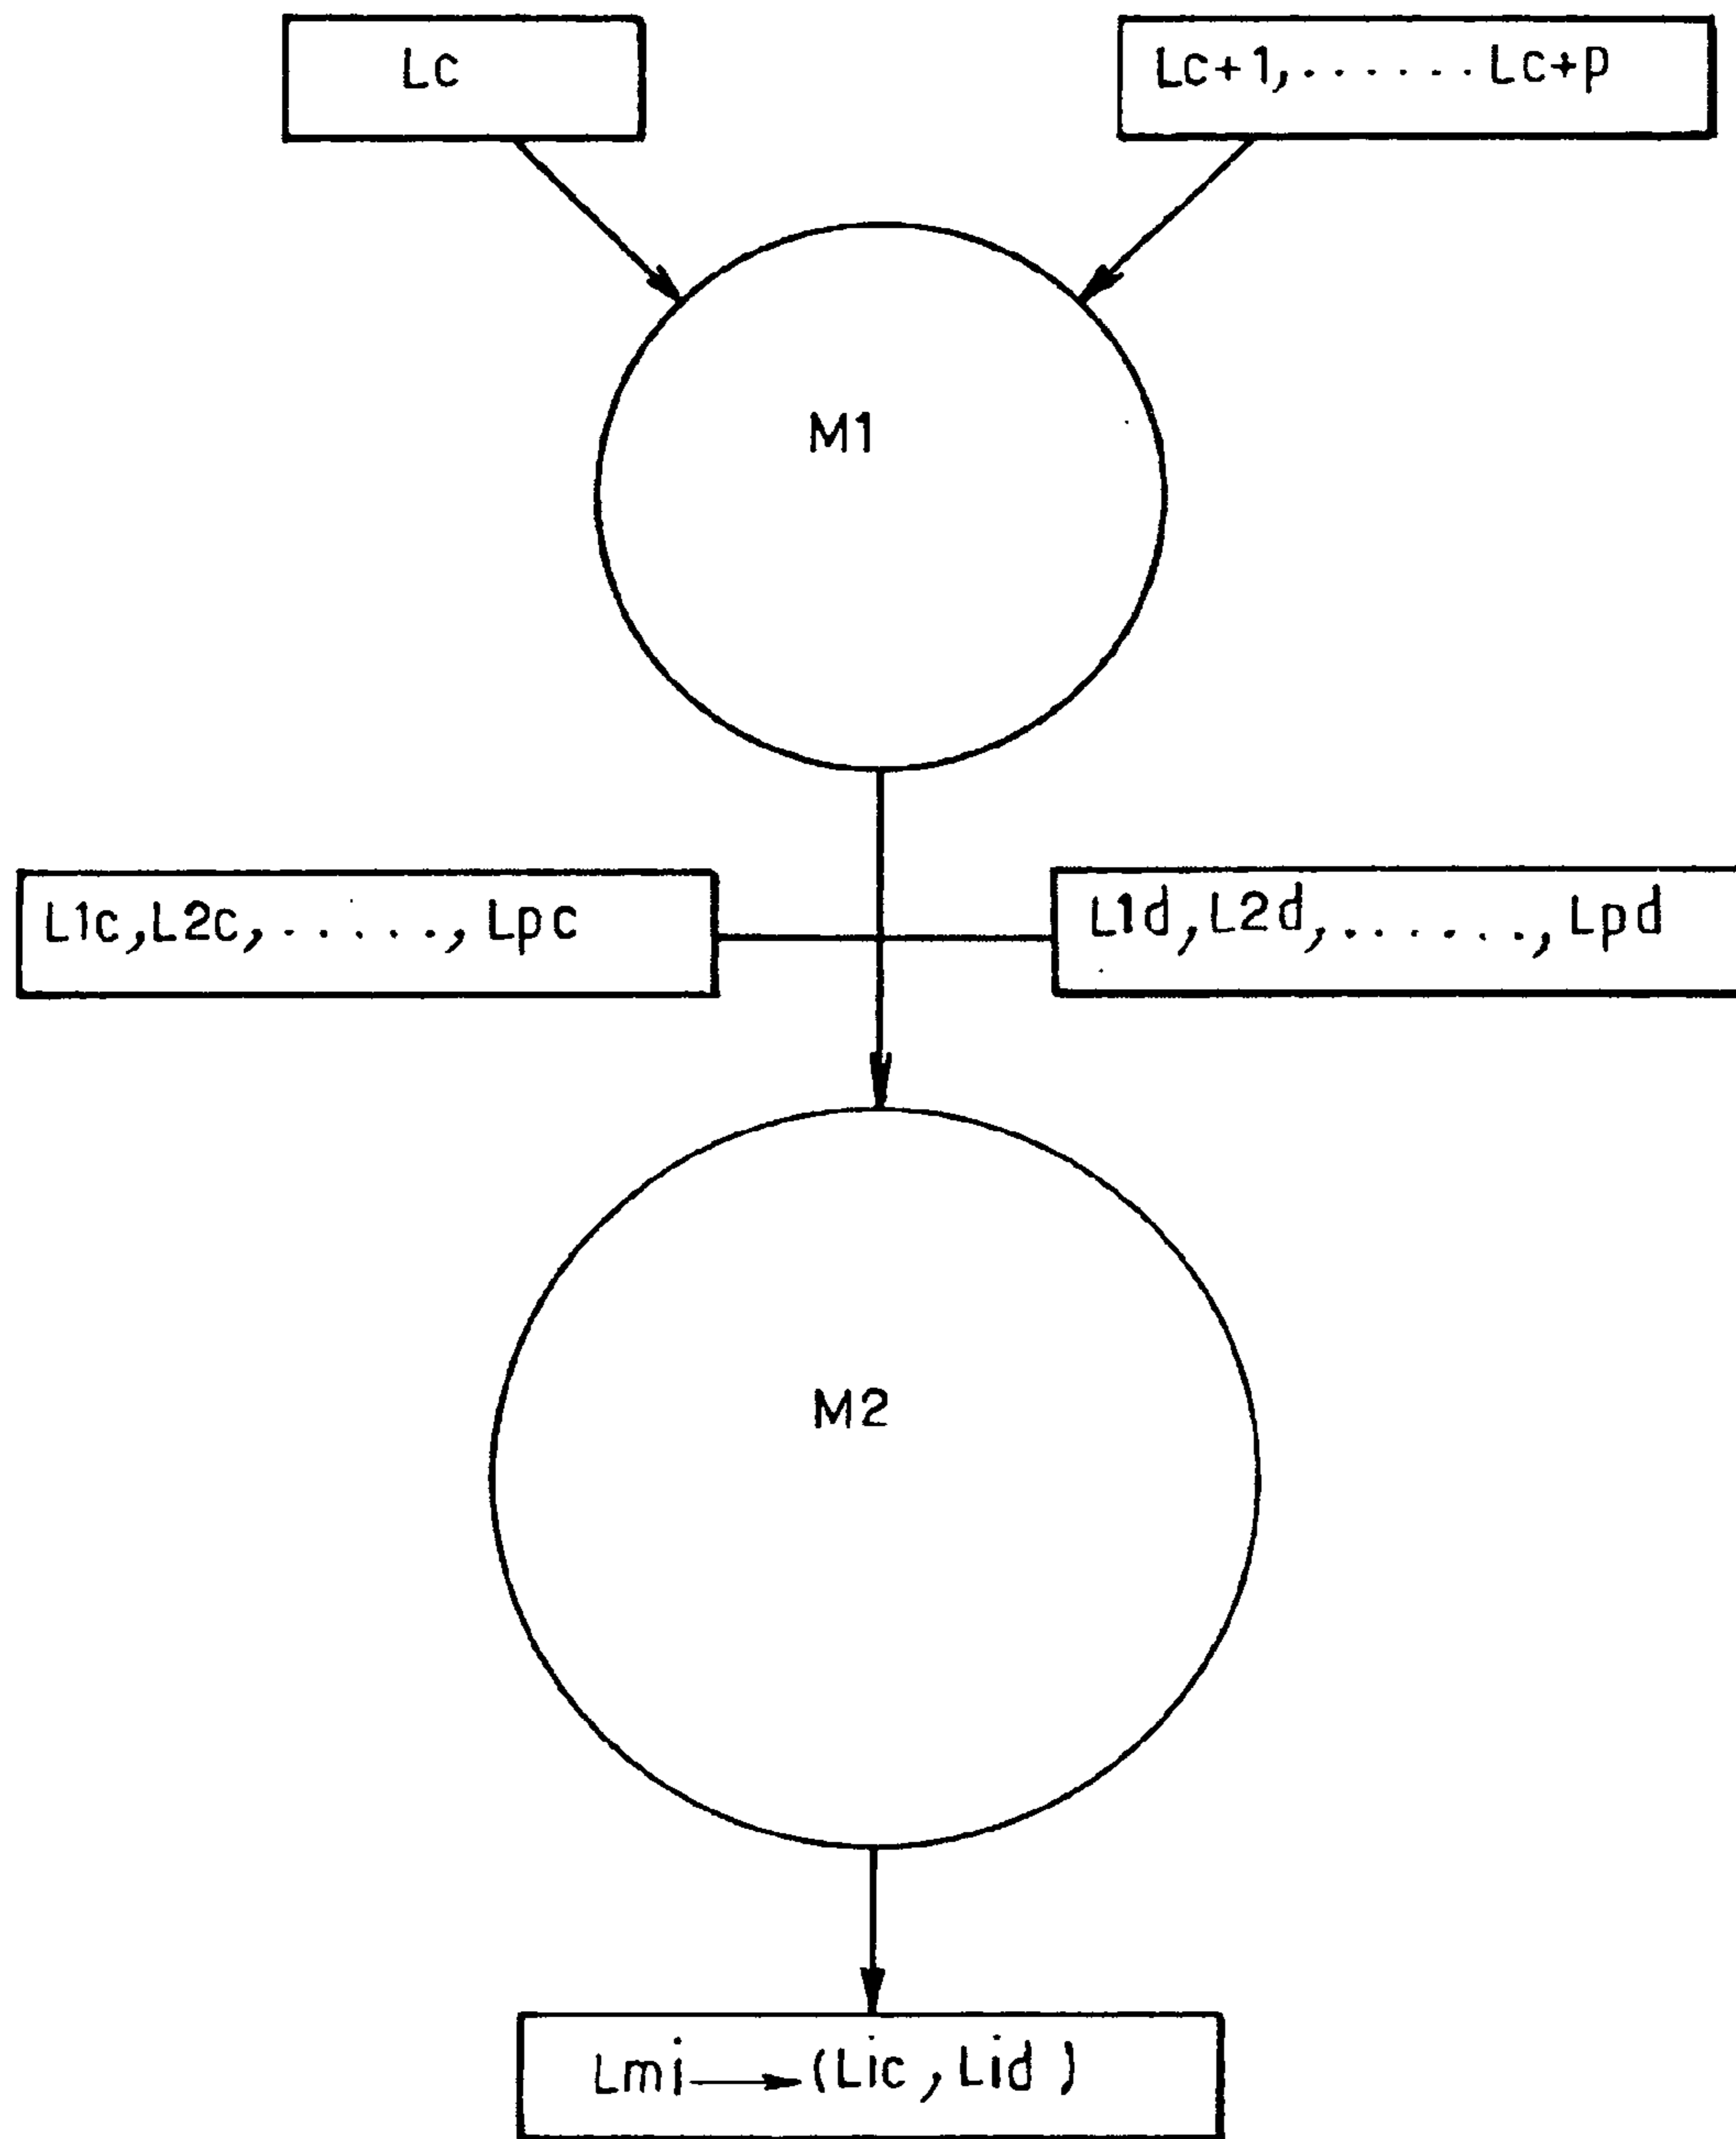 Lc
Lc+1,......Lc+p
M1
L1c,L2c,......,Lpc
L1d,L2d,.......,Lpd
M2
Lmi⟶(Lic,Lid)